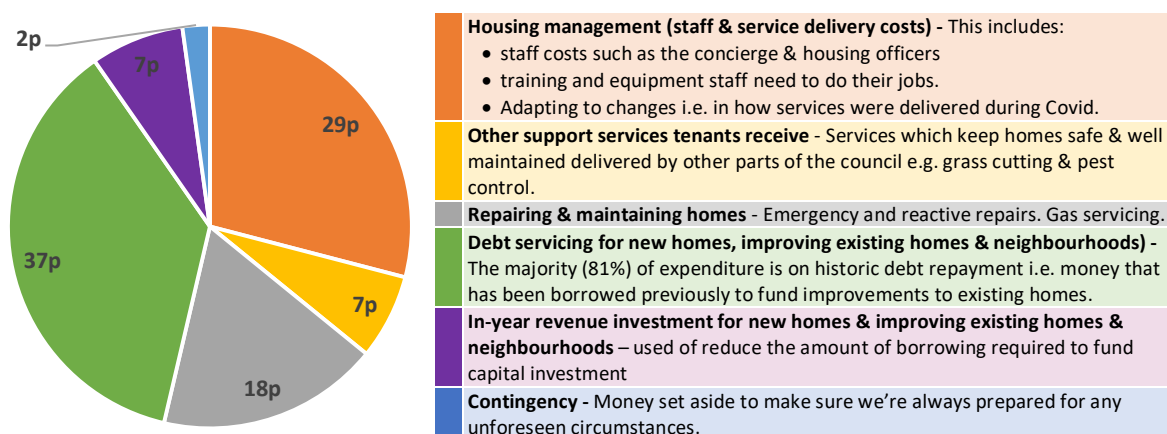 2p
7p
29p
37p
7p
18p
Housing management (staff & service delivery costs) - This includes:
• staff costs such as the concierge & housing officers
• training and equipment staff need to do their jobs.
• Adapting to changes i.e. in how services were delivered during Covid.
Other support services tenants receive - Services which keep homes safe & well
maintained delivered by other parts of the council e.g. grass cutting & pest
control.
Repairing & maintaining homes - Emergency and reactive repairs. Gas servicing.
Debt servicing for new homes, improving existing homes & neighbourhoods) -
The majority (81%) of expenditure is on historic debt repayment i.e. money that
has been borrowed previously to fund improvements to existing homes.
In-year revenue investment for new homes & improving existing homes &
neighbourhoods – used of reduce the amount of borrowing required to fund
capital investment
Contingency - Money set aside to make sure we’re always prepared for any
unforeseen circumstances.